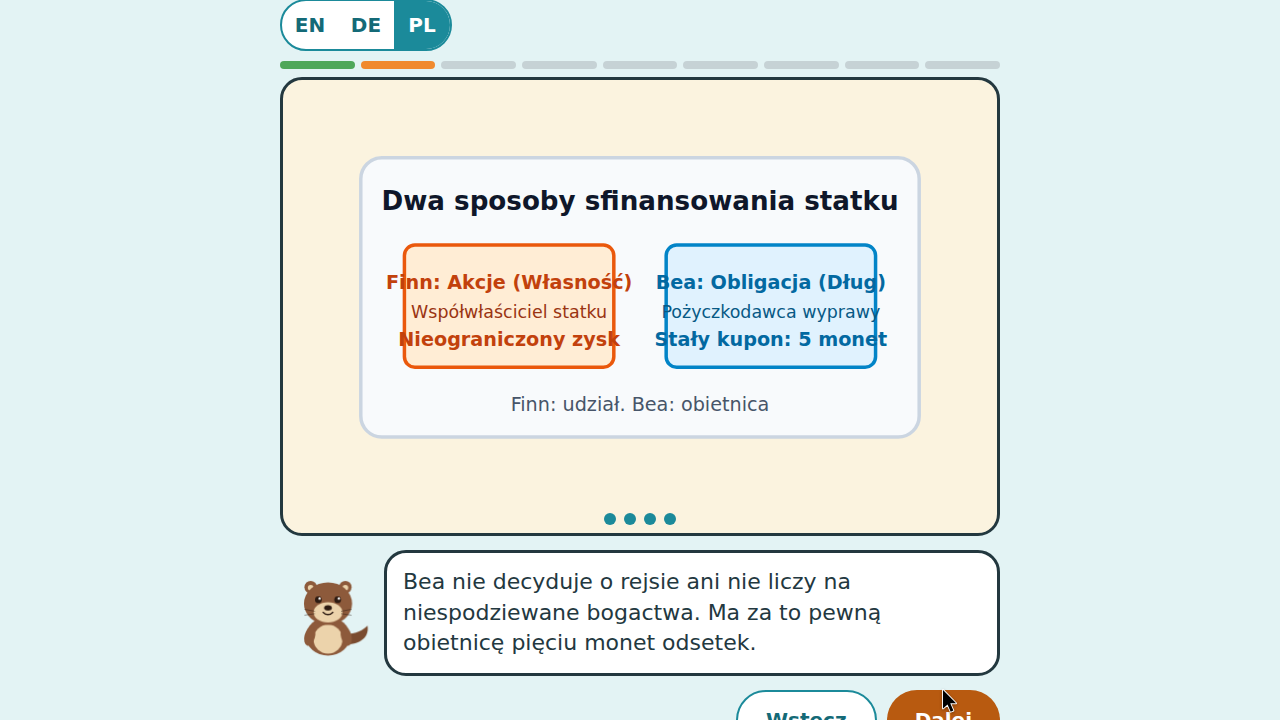 EN DE PL
Dwa sposoby sfinansowania statku
Finn: Akcje (Własność)
Współwłaściciel statku
Nieograniczony zysk
Bea: Obligacja (Dług)
Pożyczkodawca wyprawy
Stały kupon: 5 monet
Finn: udział. Bea: obietnica
Bea nie decyduje o rejsie ani nie liczy na
niespodziewane bogactwa. Ma za to pewną
obietnicę pięciu monet odsetek.
Wstecz Dalej